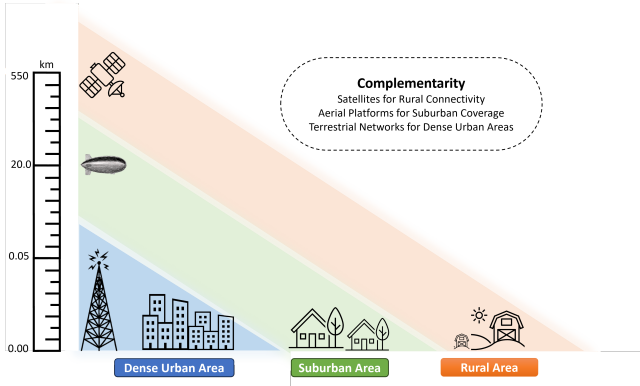 km
550
20.0
0.05
0.00
Complementarity
Satellites for Rural Connectivity
Aerial Platforms for Suburban Coverage
Terrestrial Networks for Dense Urban Areas
Dense Urban Area
Suburban Area
Rural Area